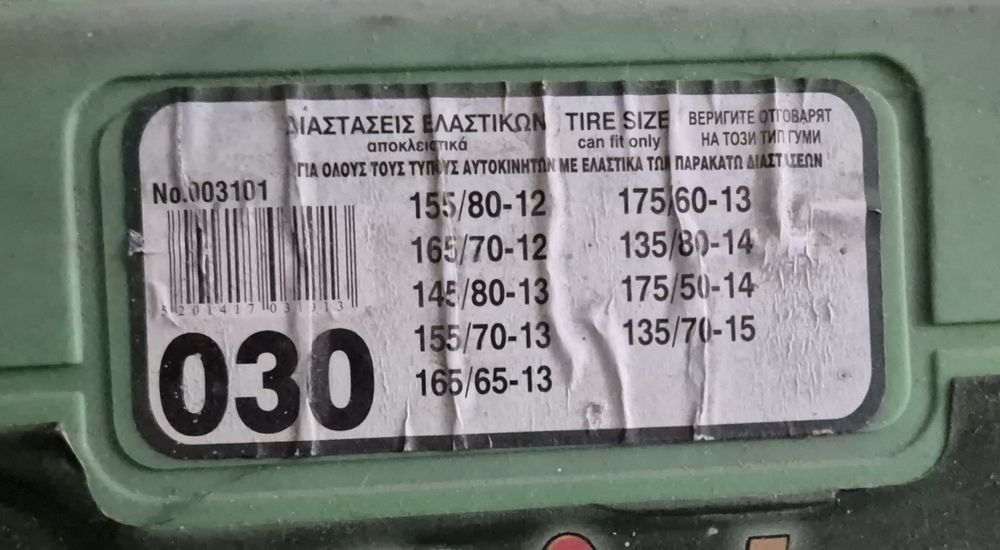 ΔΙΑΣΤΑΣΕΙΣ ΕΛΑΣΤΙΚΩΝ
αποκλειστικά
TIRE SIZE
can fit only
ВЕРИГИТЕ ОТГОВАРЯТ
НА ТОЗИ ТИП ГУМИ
ΓΙΑ ΟΛΟΥΣ ΤΟΥΣ ΤΥΠΟΥΣ ΑΥΤΟΚΙΝΗΤΩΝ ΜΕ ΕΛΑΣΤΙΚΑ ΤΩΝ ΠΑΡΑΚΑΤΩ ΔΙΑΣΤΑΣΕΩΝ
No.003101
5201417031013
030
155/80-12
165/70-12
145/80-13
155/70-13
165/65-13
175/60-13
135/80-14
175/50-14
135/70-15